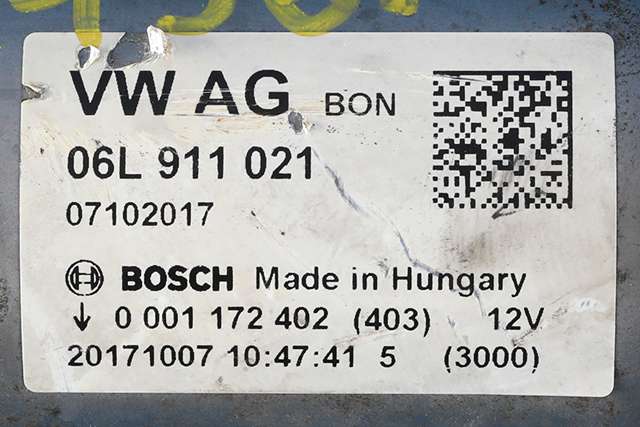 VW AG BON
06L 911 021
07102017
BOSCH Made in Hungary
↓ 0 001 172 402 (403) 12V
20171007 10:47:41 5 (3000)